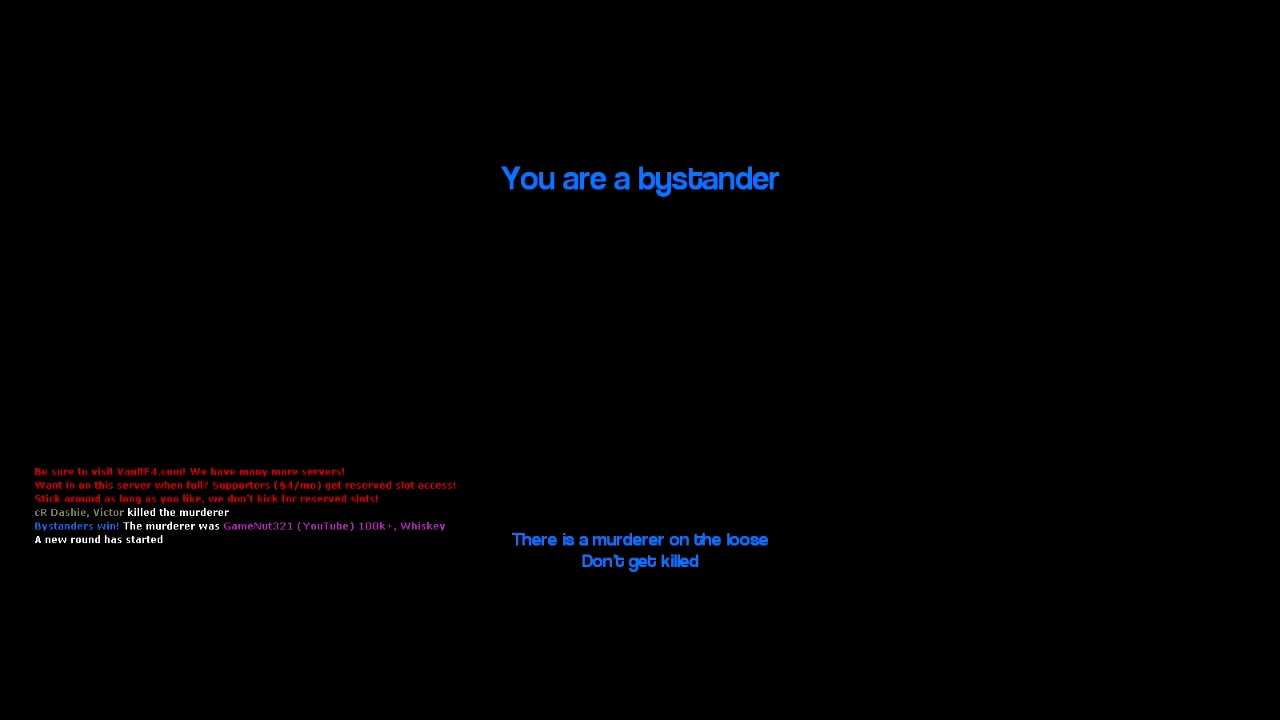 You are a bystander
Be sure to visit VaultF4.com! We have many more servers!
Want in on this server when full? Supporters ($4/mo) get reserved slot access!
Stick around as long as you like, we don't kick for reserved slots!
cR Dashie, Victor killed the murderer
Bystanders win! The murderer was GameNut321 (YouTube) 100k+, Whiskey
A new round has started
There is a murderer on the loose
Don't get killed